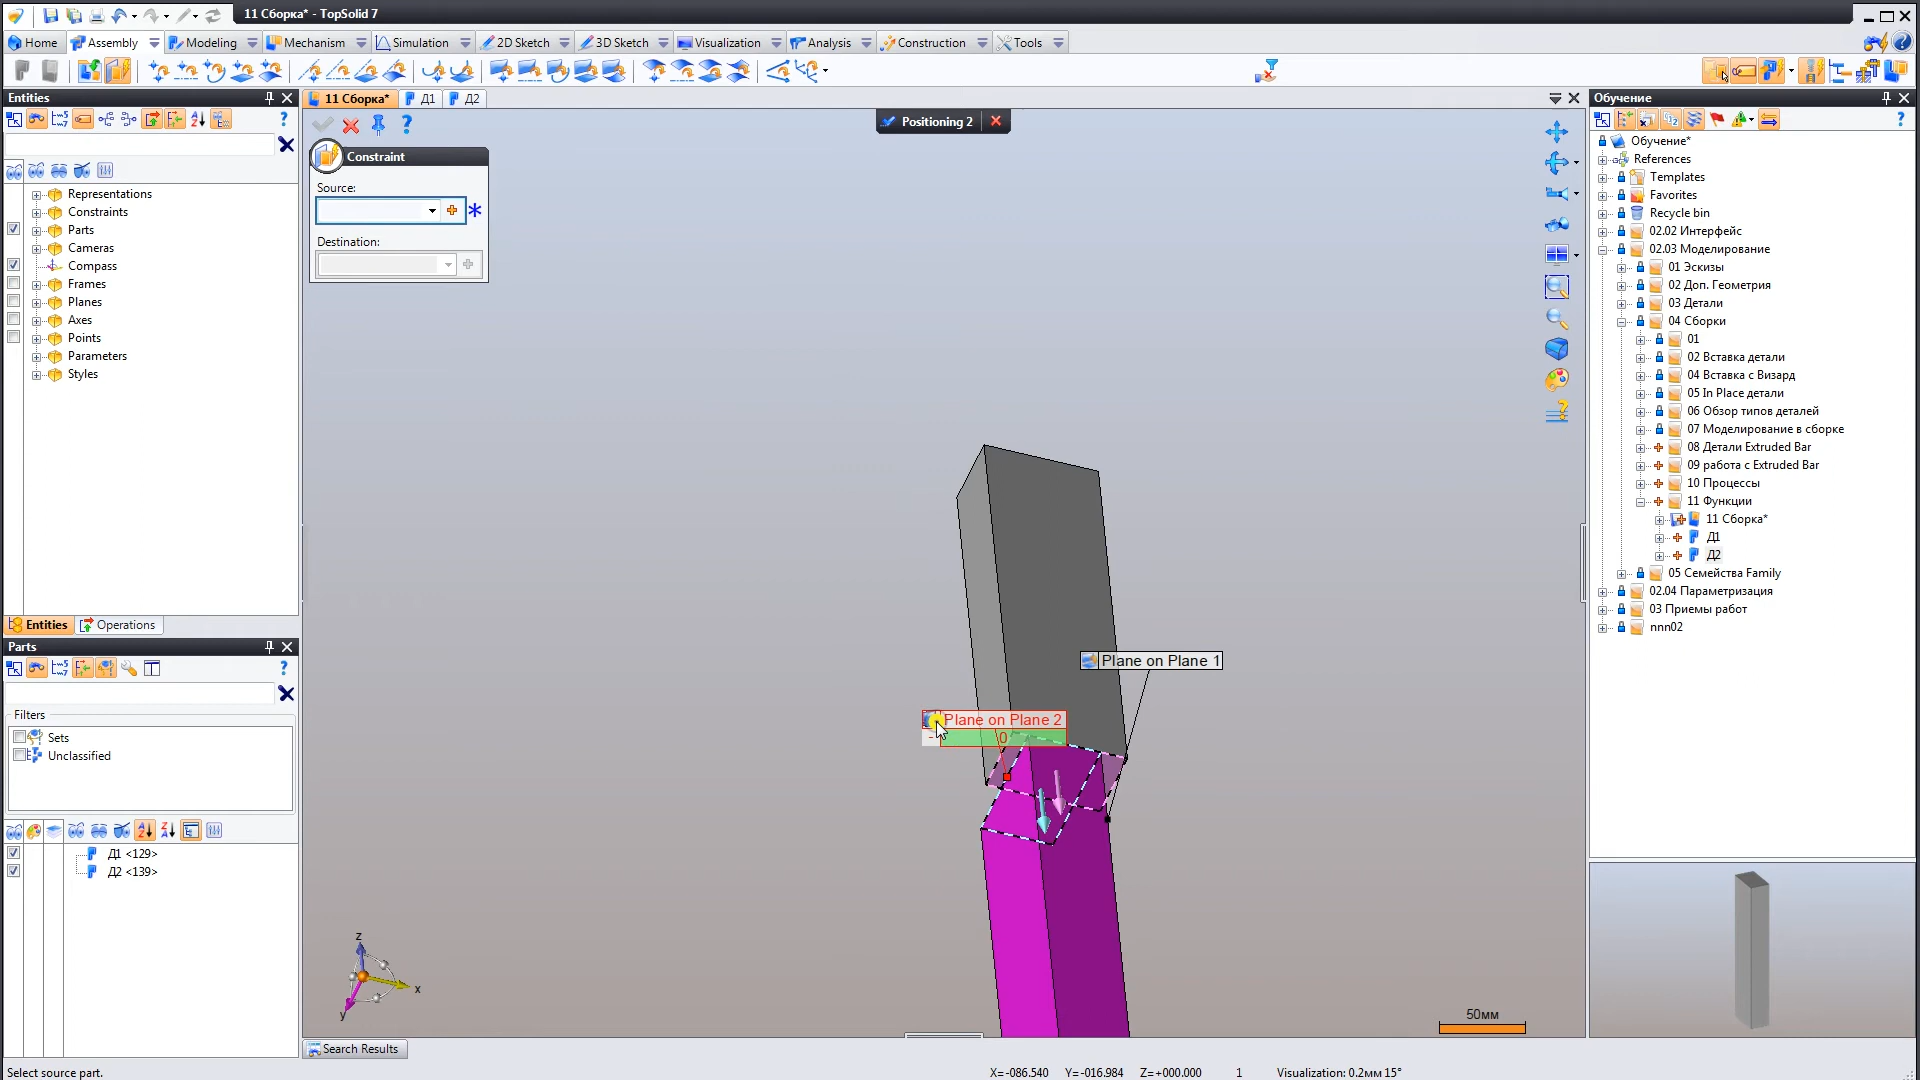 11 Сборка* - TopSolid 7
Home
Assembly
Modeling
Mechanism
Simulation
2D Sketch
3D Sketch
Visualization
Analysis
Construction
Tools
Entities
Representations
Constraints
Parts
Cameras
Compass
Frames
Planes
Axes
Points
Parameters
Styles
Entities
Operations
Parts
Filters
Sets
Unclassified
Д1 <129>
Д2 <139>
11 Сборка*
Д1
Д2
Positioning 2
Constraint
Source:
Destination:
Plane on Plane 1
Plane on Plane 2
0
z
x
y
50мм
Search Results
Обучение
Обучение*
References
Templates
Favorites
Recycle bin
02.02 Интерфейс
02.03 Моделирование
01 Эскизы
02 Доп. Геометрия
03 Детали
04 Сборки
01
02 Вставка детали
04 Вставка с Визард
05 In Place детали
06 Обзор типов деталей
07 Моделирование в сборке
08 Детали Extruded Bar
09 работа с Extruded Bar
10 Процессы
11 Функции
11 Сборка*
Д1
Д2
05 Семейства Family
02.04 Параметризация
03 Приемы работ
nnn02
Select source part.
X=-086.540 Y=-016.984 Z=+000.000 1 Visualization: 0.2мм 15°